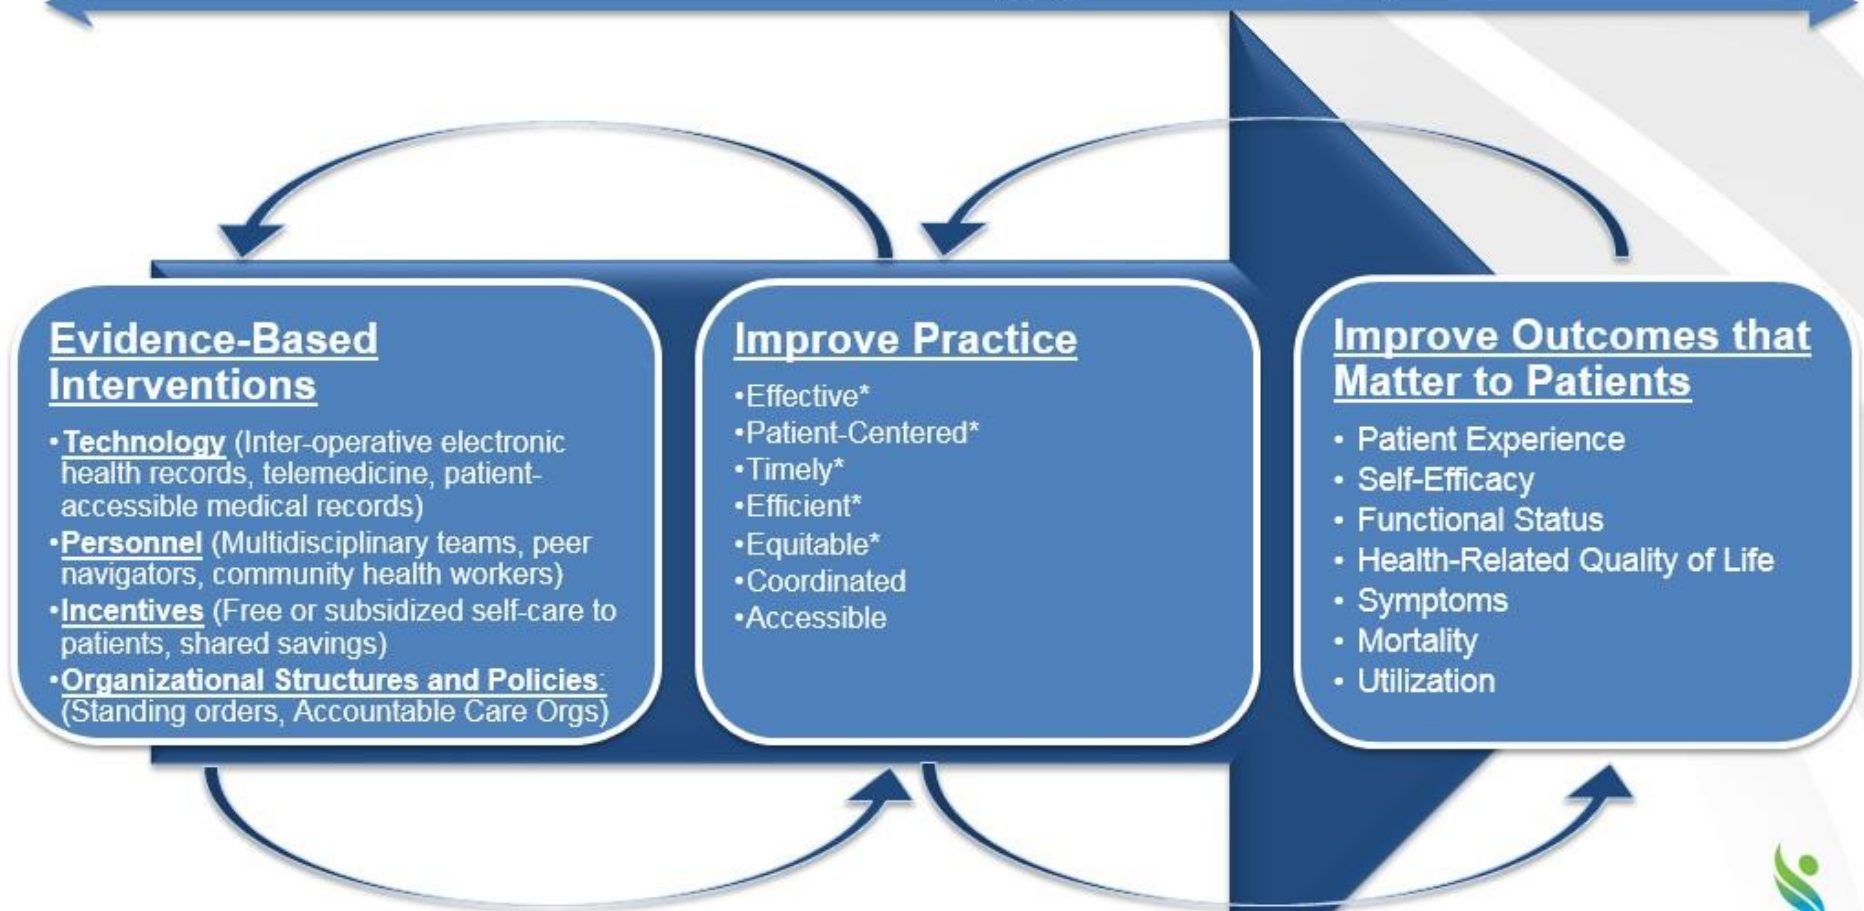 Evidence-Based
Interventions
•Technology (Inter-operative electronic
health records, telemedicine, patient-
accessible medical records)
•Personnel (Multidisciplinary teams, peer
navigators, community health workers)
•Incentives (Free or subsidized self-care to
patients, shared savings)
•Organizational Structures and Policies:
(Standing orders, Accountable Care Orgs)
Improve Practice
•Effective*
•Patient-Centered*
•Timely*
•Efficient*
•Equitable*
•Coordinated
•Accessible
Improve Outcomes that
Matter to Patients
• Patient Experience
• Self-Efficacy
• Functional Status
• Health-Related Quality of Life
• Symptoms
• Mortality
• Utilization